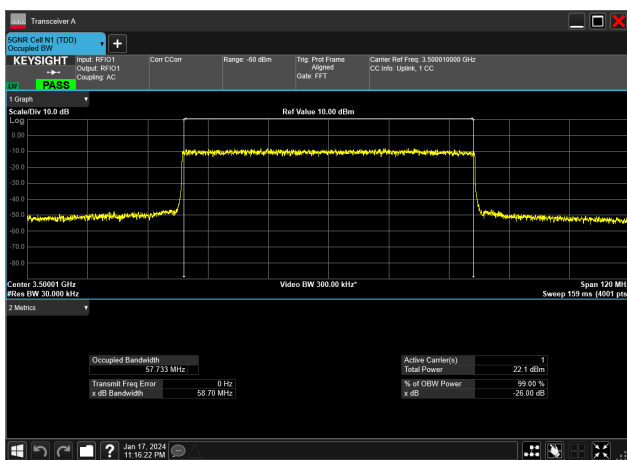 Transceiver A
5GNR Cell N1 (TDD)
Occupied BW
+
KEYSIGHT
LXI
PASS
Input: RFIO1
Output: RFIO1
Coupling: AC
Corr CCorr
Range: -60 dBm
Trig: Prot Frame
Aligned
Gate: FFT
Carrier Ref Freq: 3.500010000 GHz
CC Info: Uplink, 1 CC
1 Graph
Scale/Div 10.0 dB
Ref Value 10.00 dBm
Log
0.00
-10.0
-20.0
-30.0
-40.0
-50.0
-60.0
-70.0
-80.0
Center 3.50001 GHz
Video BW 300.00 kHz*
Span 120 MH
#Res BW 30.000 kHz
Sweep 159 ms (4001 pts
2 Metrics
Occupied Bandwidth
57.733 MHz
Transmit Freq Error 0 Hz
x dB Bandwidth 58.70 MHz
Active Carrier(s) 1
Total Power 22.1 dBm
% of OBW Power 99.00 %
x dB -26.00 dB
?
Jan 17, 2024
11:16:22 PM